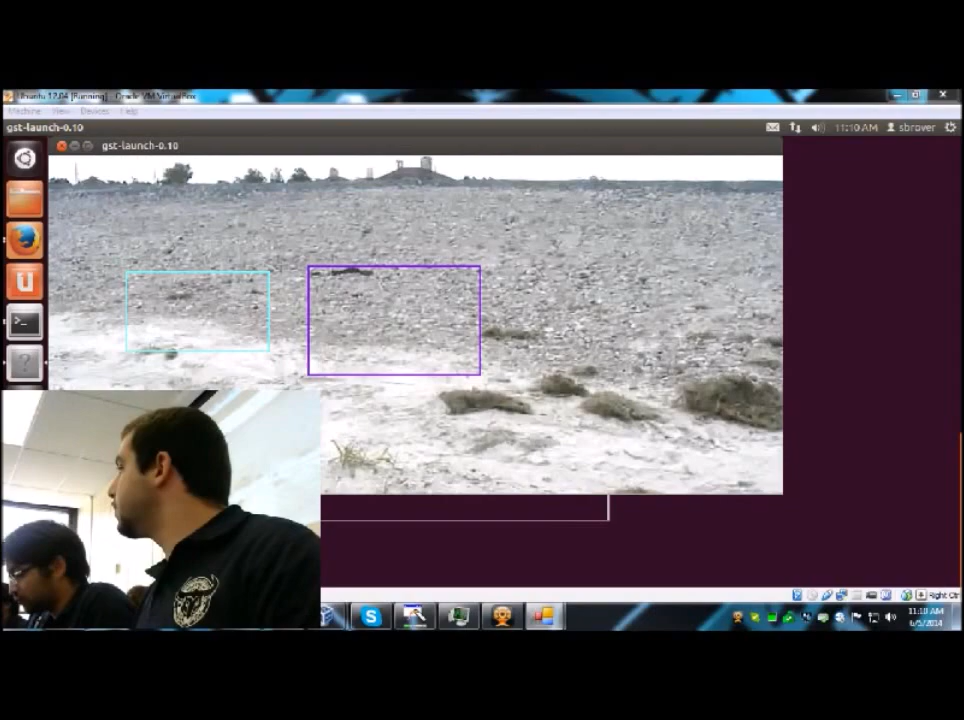 Ubuntu 12.04 [Running] - Oracle VM VirtualBox
Machine View Devices Help
gst-launch-0.10
11:10 AM sbrover
gst-launch-0.10
Right Ctrl
11:10 AM
6/5/2014